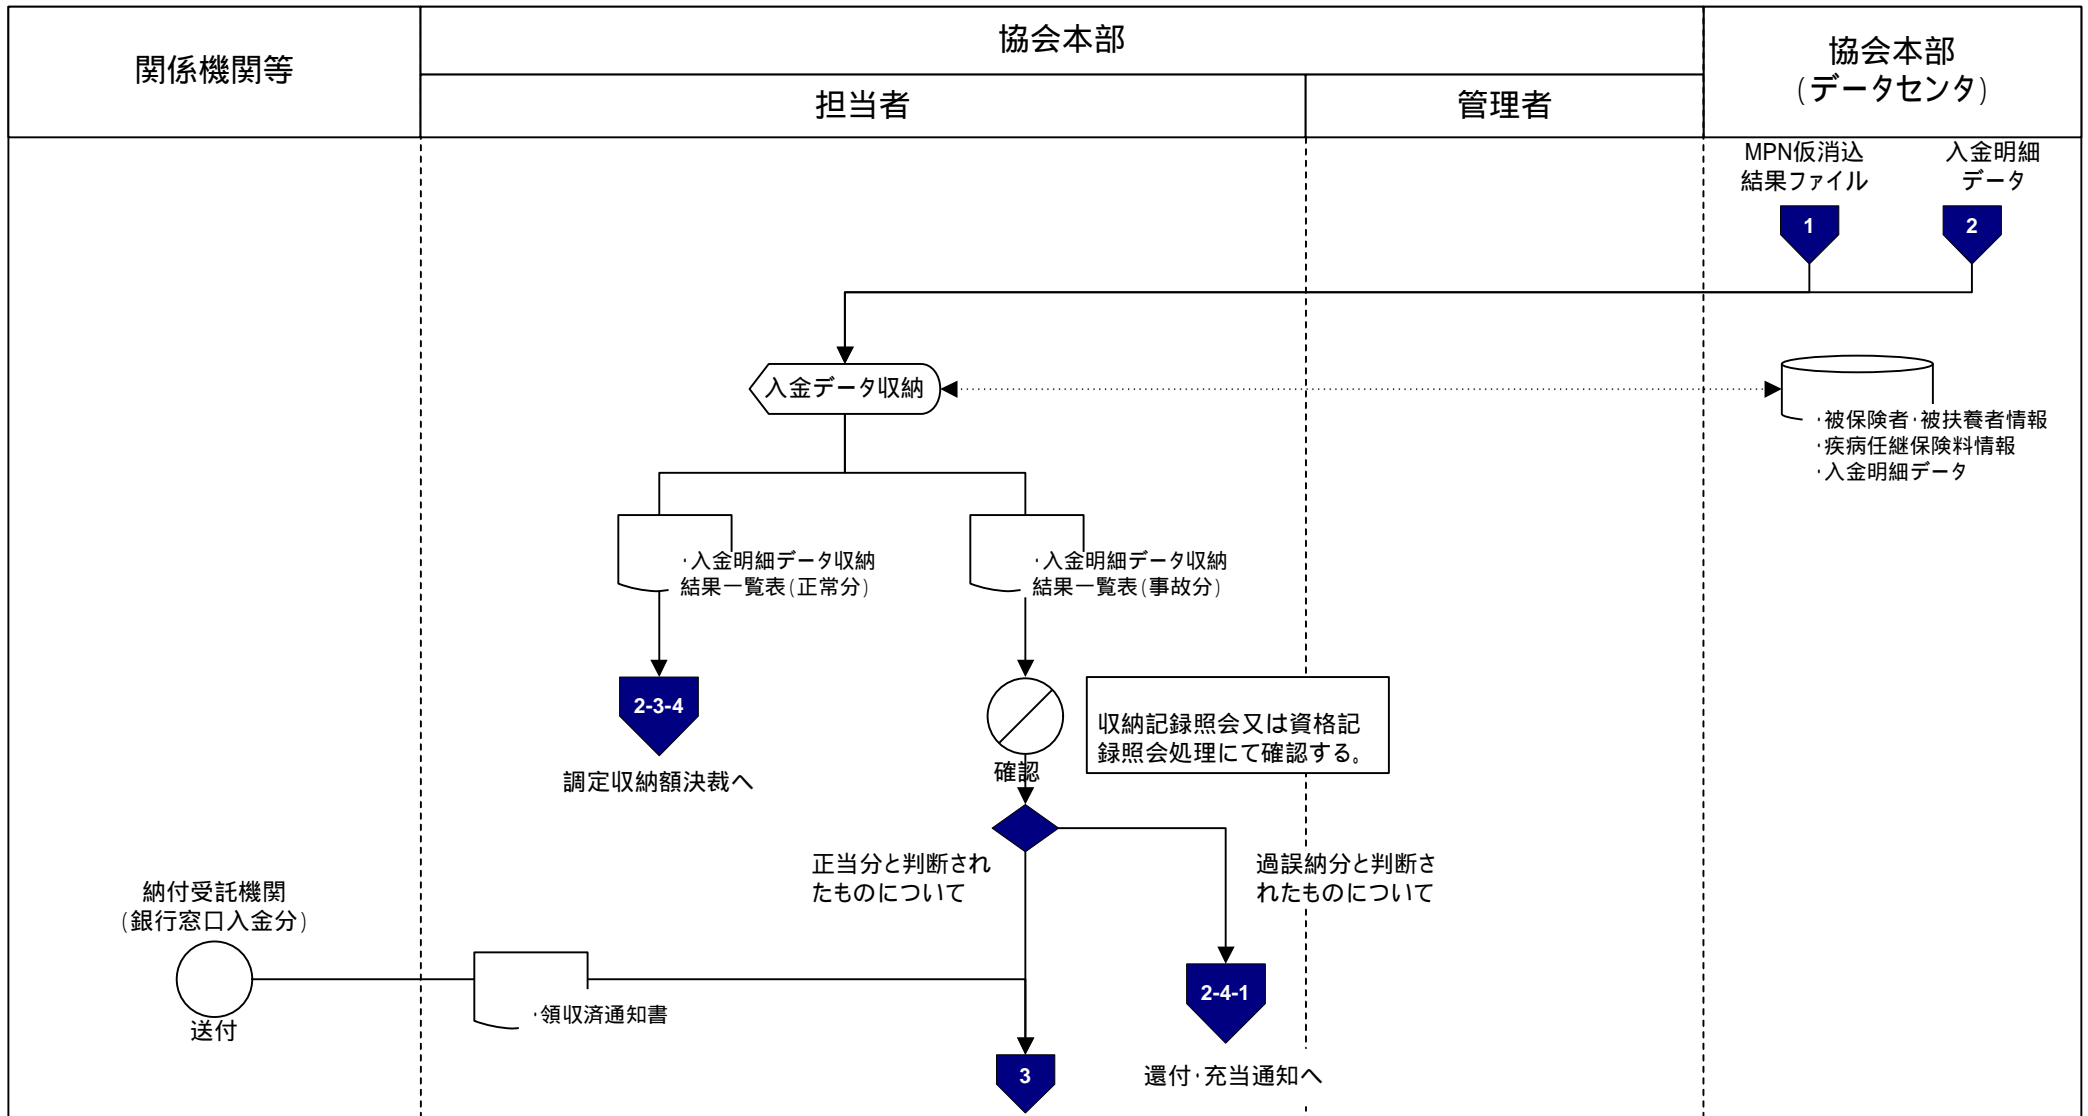 関係機関等
協会本部
協会本部
(データセンタ)
担当者
管理者
MPN仮消込
結果ファイル
入金明細
データ
1
2
入金データ収納
・被保険者・被扶養者情報
・疾病任継保険料情報
・入金明細データ
・入金明細データ収納
結果一覧表(正常分)
・入金明細データ収納
結果一覧表(事故分)
2-3-4
調定収納額決裁へ
収納記録照会又は資格記
録照会処理にて確認する。
確認
正当分と判断され
たものについて
過誤納分と判断さ
れたものについて
納付受託機関
(銀行窓口入金分)
送付
・領収済通知書
2-4-1
還付・充当通知へ
3